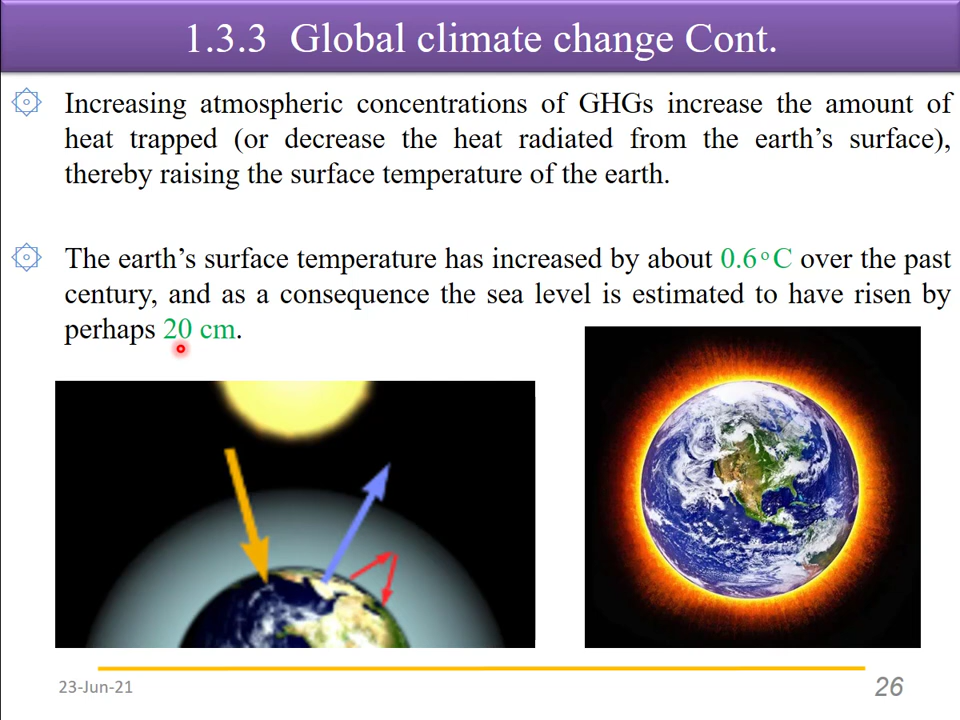 1.3.3 Global climate change Cont.
Increasing atmospheric concentrations of GHGs increase the amount of
heat trapped (or decrease the heat radiated from the earth’s surface),
thereby raising the surface temperature of the earth.
The earth’s surface temperature has increased by about 0.6 ᵒ C over the past
century, and as a consequence the sea level is estimated to have risen by
perhaps 20 cm.
23-Jun-21
26